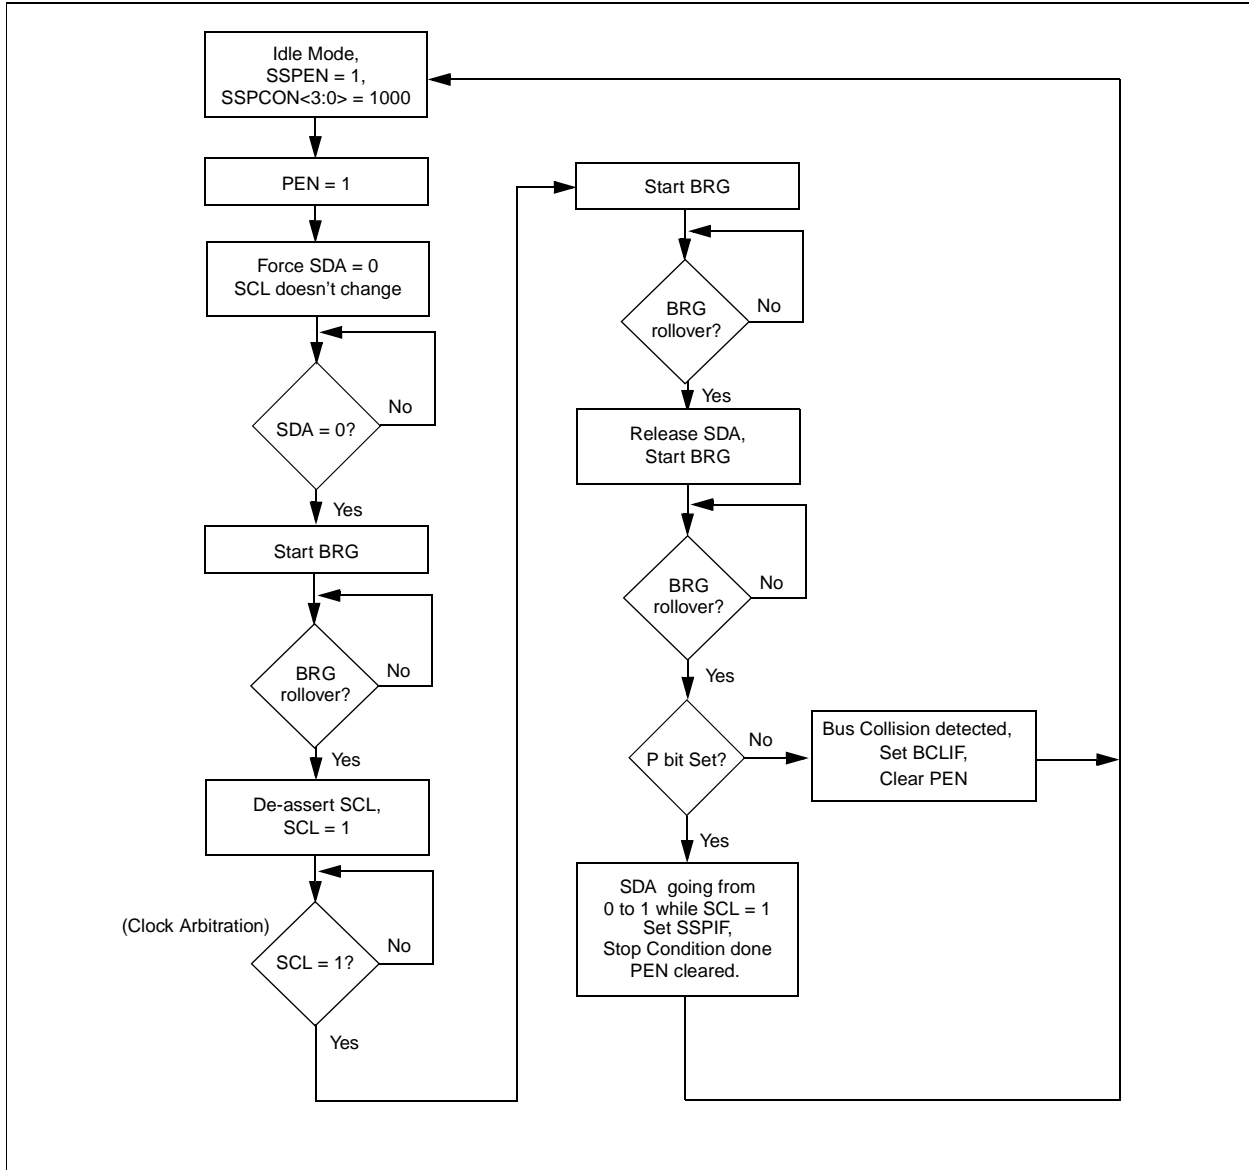 Idle Mode,
SSPEN = 1,
SSPCON<3:0> = 1000
PEN = 1
Force SDA = 0
SCL doesn't change
No
SDA = 0?
Yes
Start BRG
No
BRG
rollover?
Yes
De-assert SCL,
SCL = 1
(Clock Arbitration)
No
SCL = 1?
Yes
Start BRG
BRG
rollover?
No
Yes
Release SDA,
Start BRG
BRG
rollover?
No
Yes
P bit Set?
No
Bus Collision detected,
Set BCLIF,
Clear PEN
Yes
SDA going from
0 to 1 while SCL = 1
Set SSPIF,
Stop Condition done
PEN cleared.